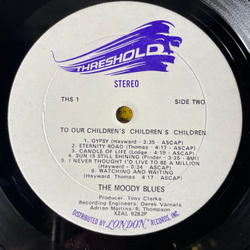 THRESHOLD
STEREO
THS 1
SIDE TWO
TO OUR CHILDREN'S CHILDREN'S CHILDREN
1 GYPSY (Hayward · 3:35 · ASCAP)
2 ETERNITY ROAD (Thomas · 4:17 · ASCAP)
3 CANDLE OF LIFE (Lodge · 4:19 · ASCAP)
4 SUN IS STILL SHINING (Pinder · 3:35 · BMI)
5 I NEVER THOUGHT I'D LIVE TO BE A MILLION
(Hayward · 0:34 · ASCAP)
6 WATCHING AND WAITING
(Hayward Thomas · 4:15 · ASCAP)
THE MOODY BLUES
Producer: Tony Clarke
Recording Engineers: Derek Varnals
Adrian Martins/R. Thompson
XZAL 9282P
DISTRIBUTED BY LONDON RECORDS, INC.